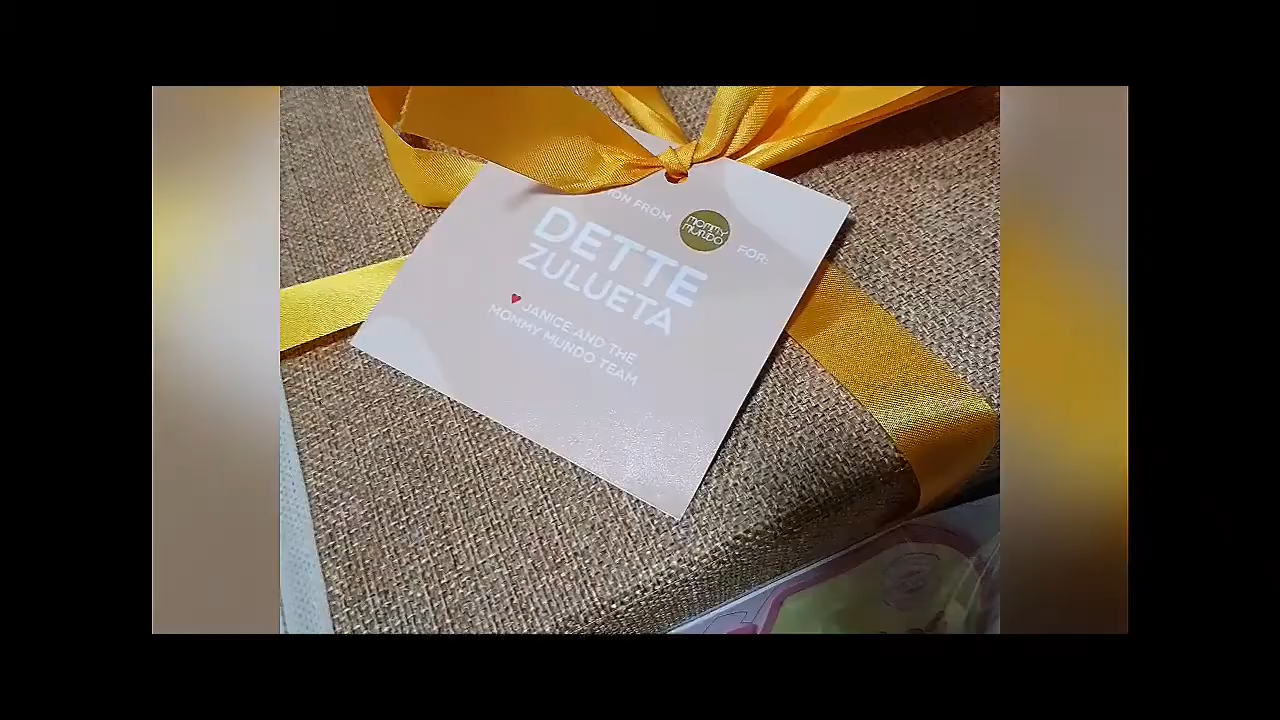 FROM
MOMMY
MUNDO
FOR:
DETTE
ZULUETA
JANICE AND THE
MOMMY MUNDO TEAM